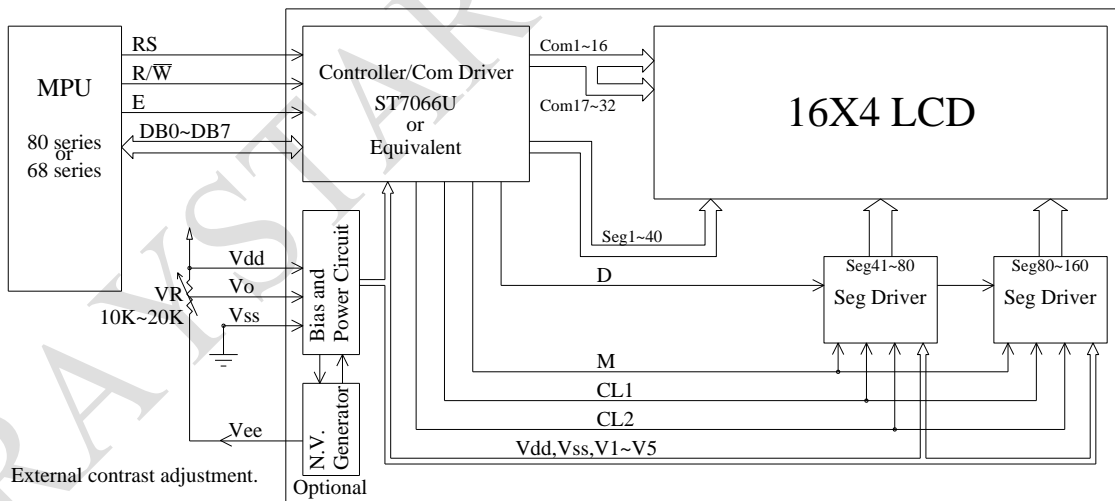 MPU
80 series
or
68 series
RS
R/W̅
E
DB0~DB7
Controller/Com Driver
ST7066U
or
Equivalent
Com1~16
Com17~32
16X4 LCD
Seg1~40
Seg41~80
Seg Driver
Seg80~160
Seg Driver
D
M
CL1
CL2
Vdd,Vss,V1~V5
Vdd
Vo
Vss
VR
10K~20K
Bias and
Power Circuit
N.V.
Generator
Optional
Vee
External contrast adjustment.
RAYSTAR